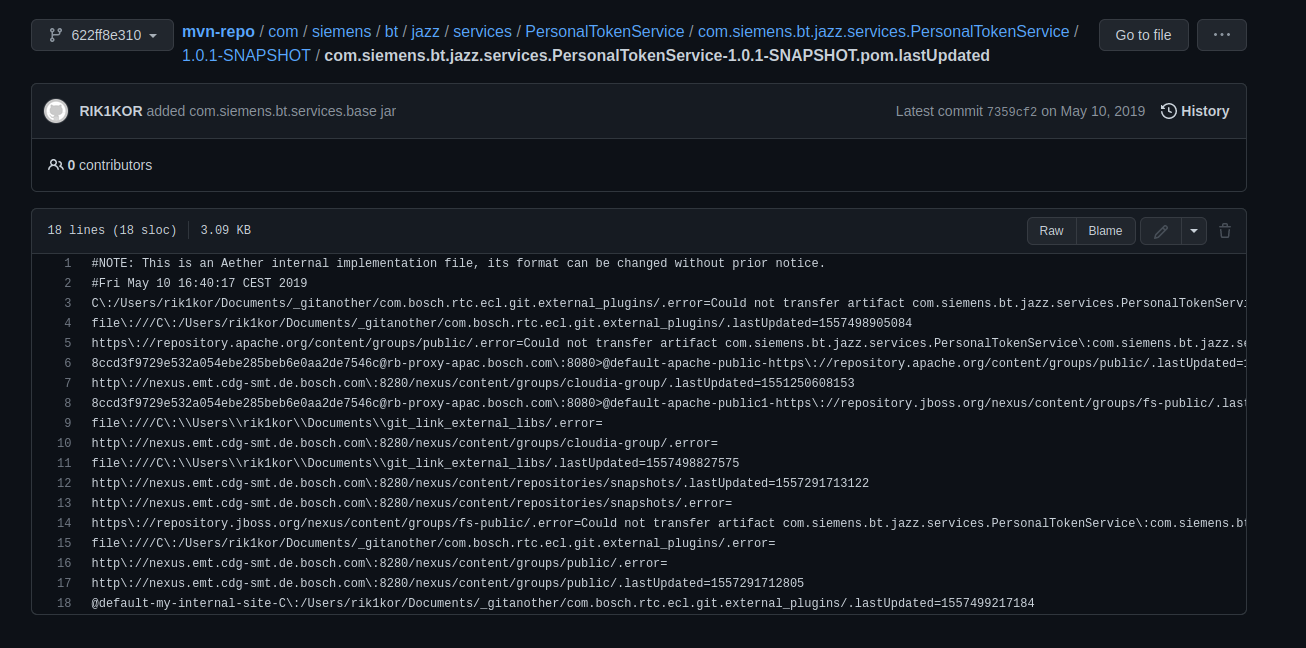 622ff8e310
mvn-repo / com / siemens / bt / jazz / services / PersonalTokenService / com.siemens.bt.jazz.services.PersonalTokenService /
1.0.1-SNAPSHOT / com.siemens.bt.jazz.services.PersonalTokenService-1.0.1-SNAPSHOT.pom.lastUpdated
Go to file
RIK1KOR added com.siemens.bt.services.base jar
Latest commit 7359cf2 on May 10, 2019 History
0 contributors
18 lines (18 sloc) 3.09 KB
Raw Blame
1 #NOTE: This is an Aether internal implementation file, its format can be changed without prior notice.
2 #Fri May 10 16:40:17 CEST 2019
3 C\:/Users/rik1kor/Documents/_gitanother/com.bosch.rtc.ecl.git.external_plugins/.error=Could not transfer artifact com.siemens.bt.jazz.services.PersonalTokenServi
4 file\:///C\:/Users/rik1kor/Documents/_gitanother/com.bosch.rtc.ecl.git.external_plugins/.lastUpdated=1557498905084
5 https\://repository.apache.org/content/groups/public/.error=Could not transfer artifact com.siemens.bt.jazz.services.PersonalTokenService\:com.siemens.bt.jazz.se
6 8ccd3f9729e532a054ebe285beb6e0aa2de7546c@rb-proxy-apac.bosch.com\:8080>@default-apache-public-https\://repository.apache.org/content/groups/public/.lastUpdated=
7 http\://nexus.emt.cdg-smt.de.bosch.com\:8280/nexus/content/groups/cloudia-group/.lastUpdated=1551250608153
8 8ccd3f9729e532a054ebe285beb6e0aa2de7546c@rb-proxy-apac.bosch.com\:8080>@default-apache-public1-https\://repository.jboss.org/nexus/content/groups/fs-public/.last
9 file\:///C\:\\Users\\rik1kor\\Documents\\git_link_external_libs/.error=
10 http\://nexus.emt.cdg-smt.de.bosch.com\:8280/nexus/content/groups/cloudia-group/.error=
11 file\:///C\:\\Users\\rik1kor\\Documents\\git_link_external_libs/.lastUpdated=1557498827575
12 http\://nexus.emt.cdg-smt.de.bosch.com\:8280/nexus/content/repositories/snapshots/.lastUpdated=1557291713122
13 http\://nexus.emt.cdg-smt.de.bosch.com\:8280/nexus/content/repositories/snapshots/.error=
14 https\://repository.jboss.org/nexus/content/groups/fs-public/.error=Could not transfer artifact com.siemens.bt.jazz.services.PersonalTokenService\:com.siemens.bt
15 file\:///C\:/Users/rik1kor/Documents/_gitanother/com.bosch.rtc.ecl.git.external_plugins/.error=
16 http\://nexus.emt.cdg-smt.de.bosch.com\:8280/nexus/content/groups/public/.error=
17 http\://nexus.emt.cdg-smt.de.bosch.com\:8280/nexus/content/groups/public/.lastUpdated=1557291712805
18 @default-my-internal-site-C\:/Users/rik1kor/Documents/_gitanother/com.bosch.rtc.ecl.git.external_plugins/.lastUpdated=1557499217184